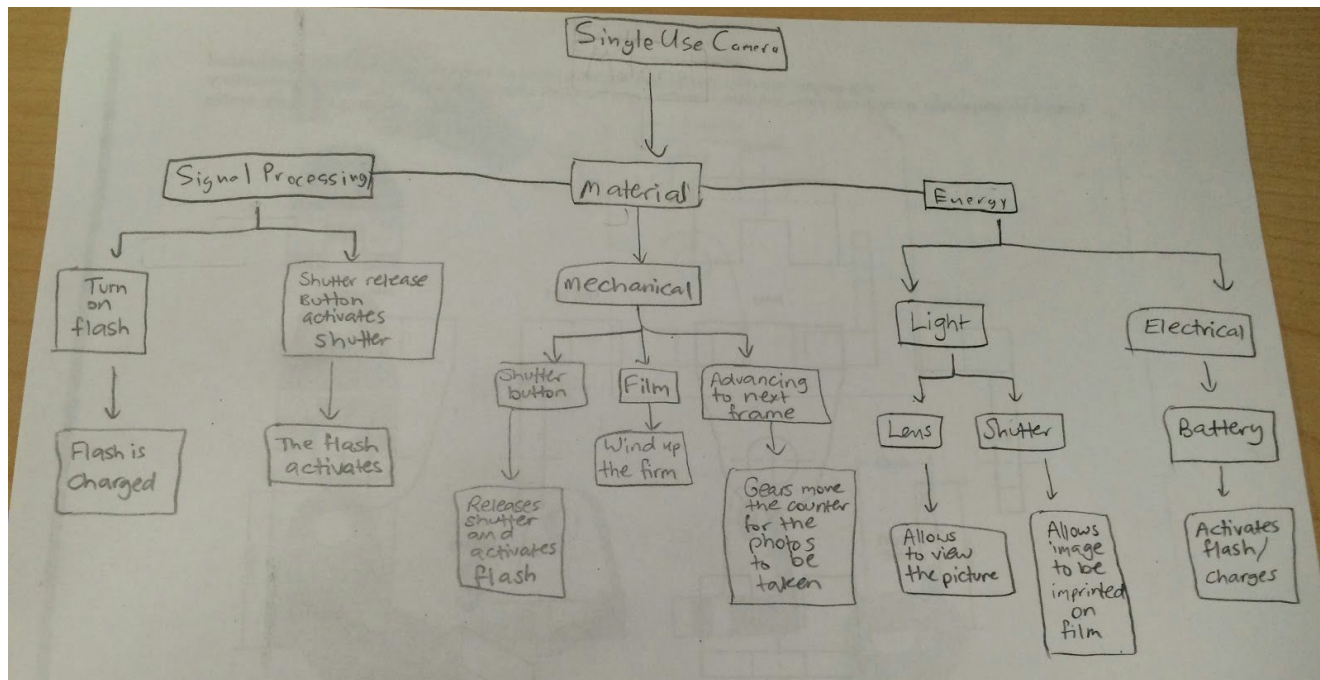 Single Use Camera
Signal Processing
Material
Energy
Turn
on
flash
Shutter release
Button
activates
shutter
Mechanical
Light
Electrical
Shutter
button
Film
Advancing
to next
frame
Lens
Shutter
Battery
Flash is
Charged
The flash
activates
Wind up
the firm
Releases
shutter
and
activates
flash
Gears move
the counter
for the
photos
to be
taken
Allows
to view
the picture
Allows
image
to be
imprinted
on
film
Activates
flash/
charges